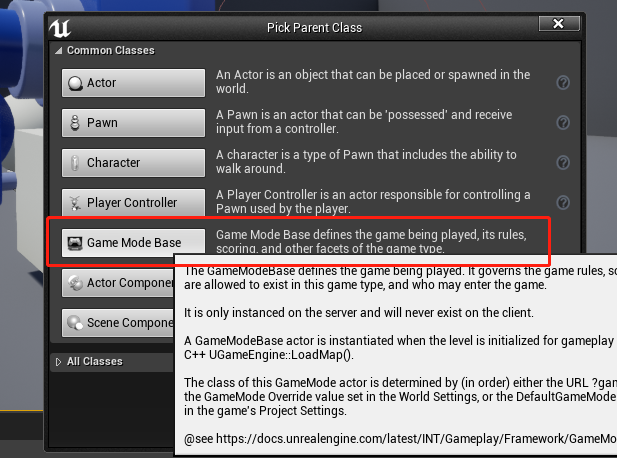 Pick Parent Class
Common Classes
Actor
An Actor is an object that can be placed or spawned in the
world.
Pawn
A Pawn is an actor that can be 'possessed' and receive
input from a controller.
Character
A character is a type of Pawn that includes the ability to
walk around.
Player Controller
A Player Controller is an actor responsible for controlling a
Pawn used by the player.
Game Mode Base
Game Mode Base defines the game being played, its rules,
scoring, and other facets of the game type.
Actor Compone
Scene Compone
All Classes
The GameModeBase defines the game being played. It governs the game rules, sc
are allowed to exist in this game type, and who may enter the game.
It is only instanced on the server and will never exist on the client.
A GameModeBase actor is instantiated when the level is initialized for gameplay
C++ UGameEngine::LoadMap().
The class of this GameMode actor is determined by (in order) either the URL ?gam
the GameMode Override value set in the World Settings, or the DefaultGameMode
in the game's Project Settings.
@see https://docs.unrealengine.com/latest/INT/Gameplay/Framework/GameMo